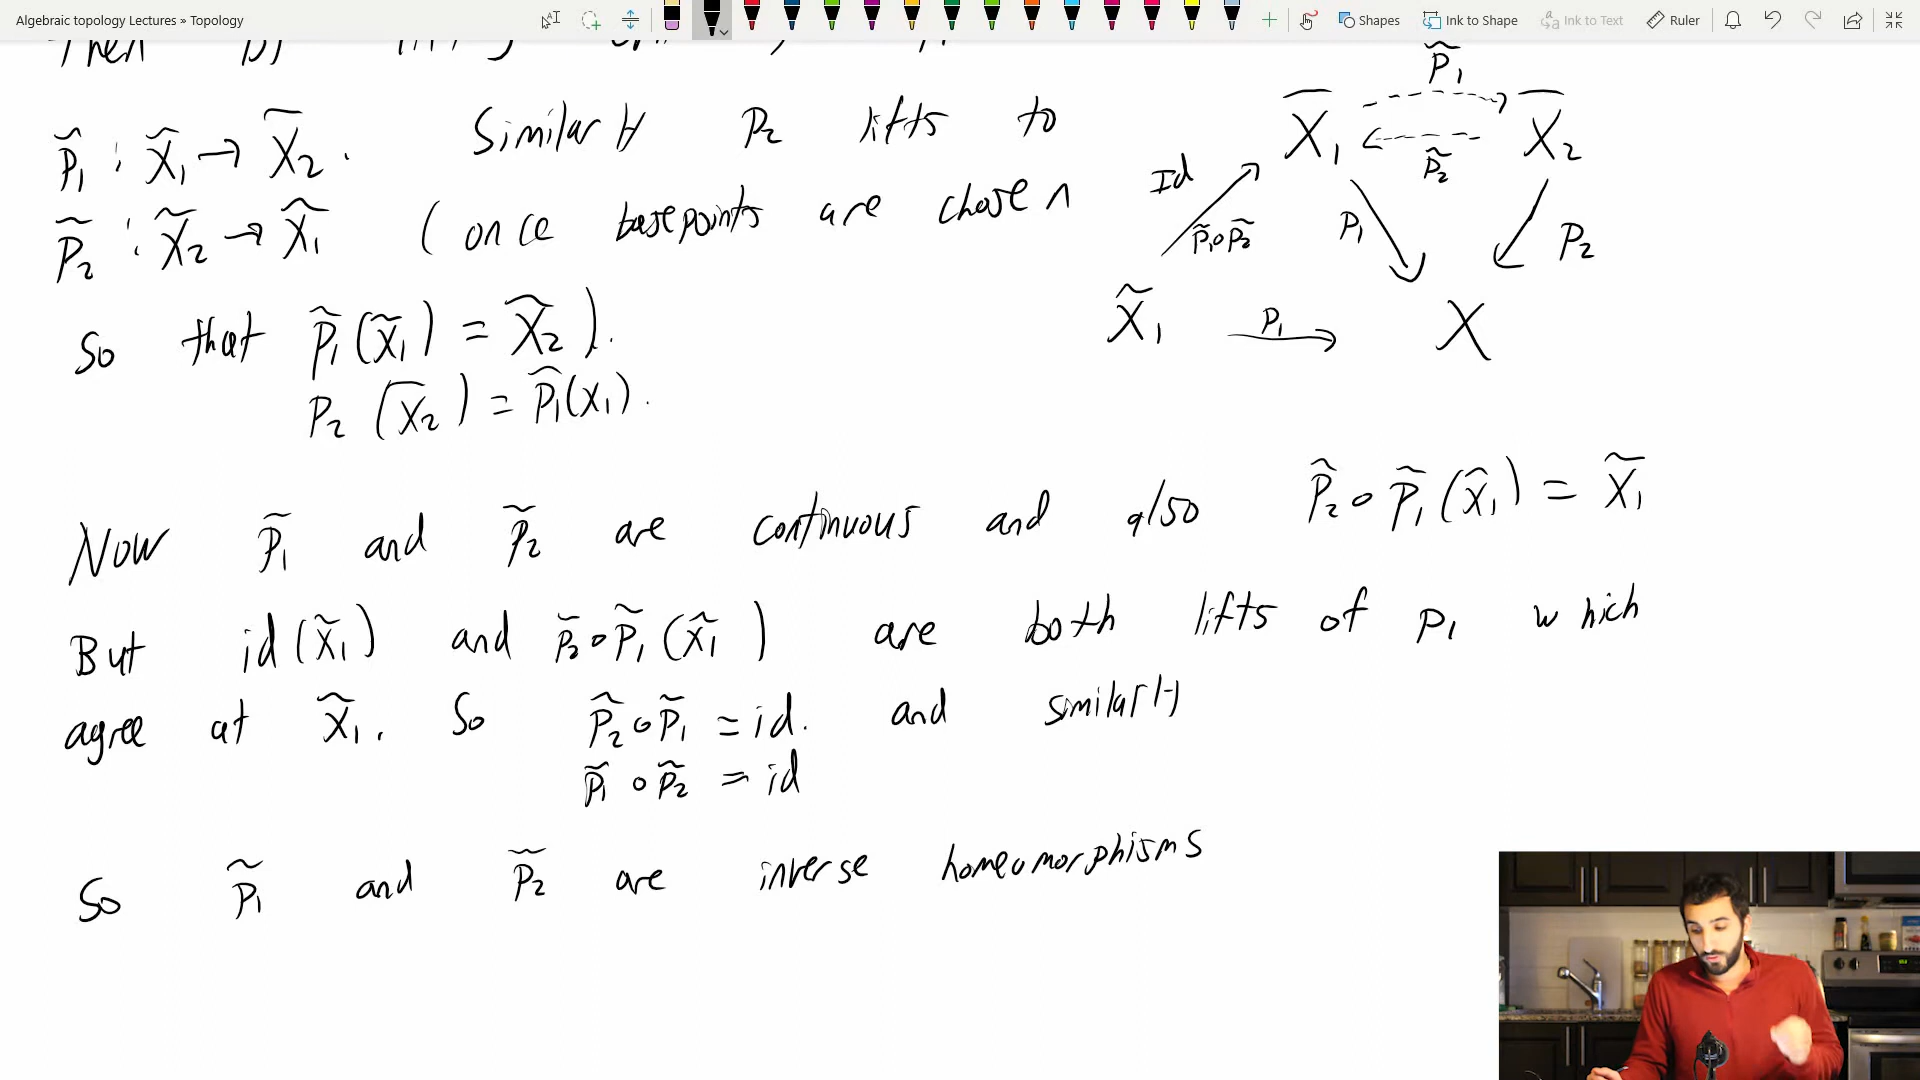 Algebraic topology Lectures » Topology
Shapes Ink to Shape Ink to Text Ruler
Then
p̃₁ : X̃₁ → X̃₂. Similarly p₂ lifts to
p̃₂ : X̃₂ → X̃₁ (once basepoints are chosen
So that p̃₁(x̃₁) = x̃₂).
p₂(x̃₂) = p̃₁(x₁).
p̃₁
X̃₁ X̃₂
p̃₂
Id
p̃₁∘p̃₂ p₁ p₂
X̃₁ p₁ X
Now p̃₁ and p̃₂ are continuous and also p̃₂∘p̃₁(x̃₁) = x̃₁
But id(x̃₁) and p̃₂∘p̃₁(x̃₁) are both lifts of p₁ which
agree at x̃₁. So p̃₂∘p̃₁ = id. and similarly
p̃₁∘p̃₂ = id
So p̃₁ and p̃₂ are inverse homeomorphisms